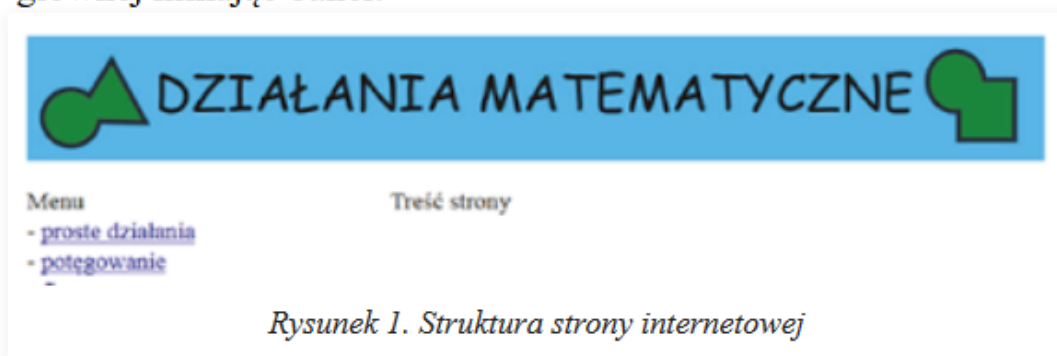 DZIAŁANIA MATEMATYCZNE
Menu
Treść strony
- proste działania
- potęgowanie
Rysunek 1. Struktura strony internetowej